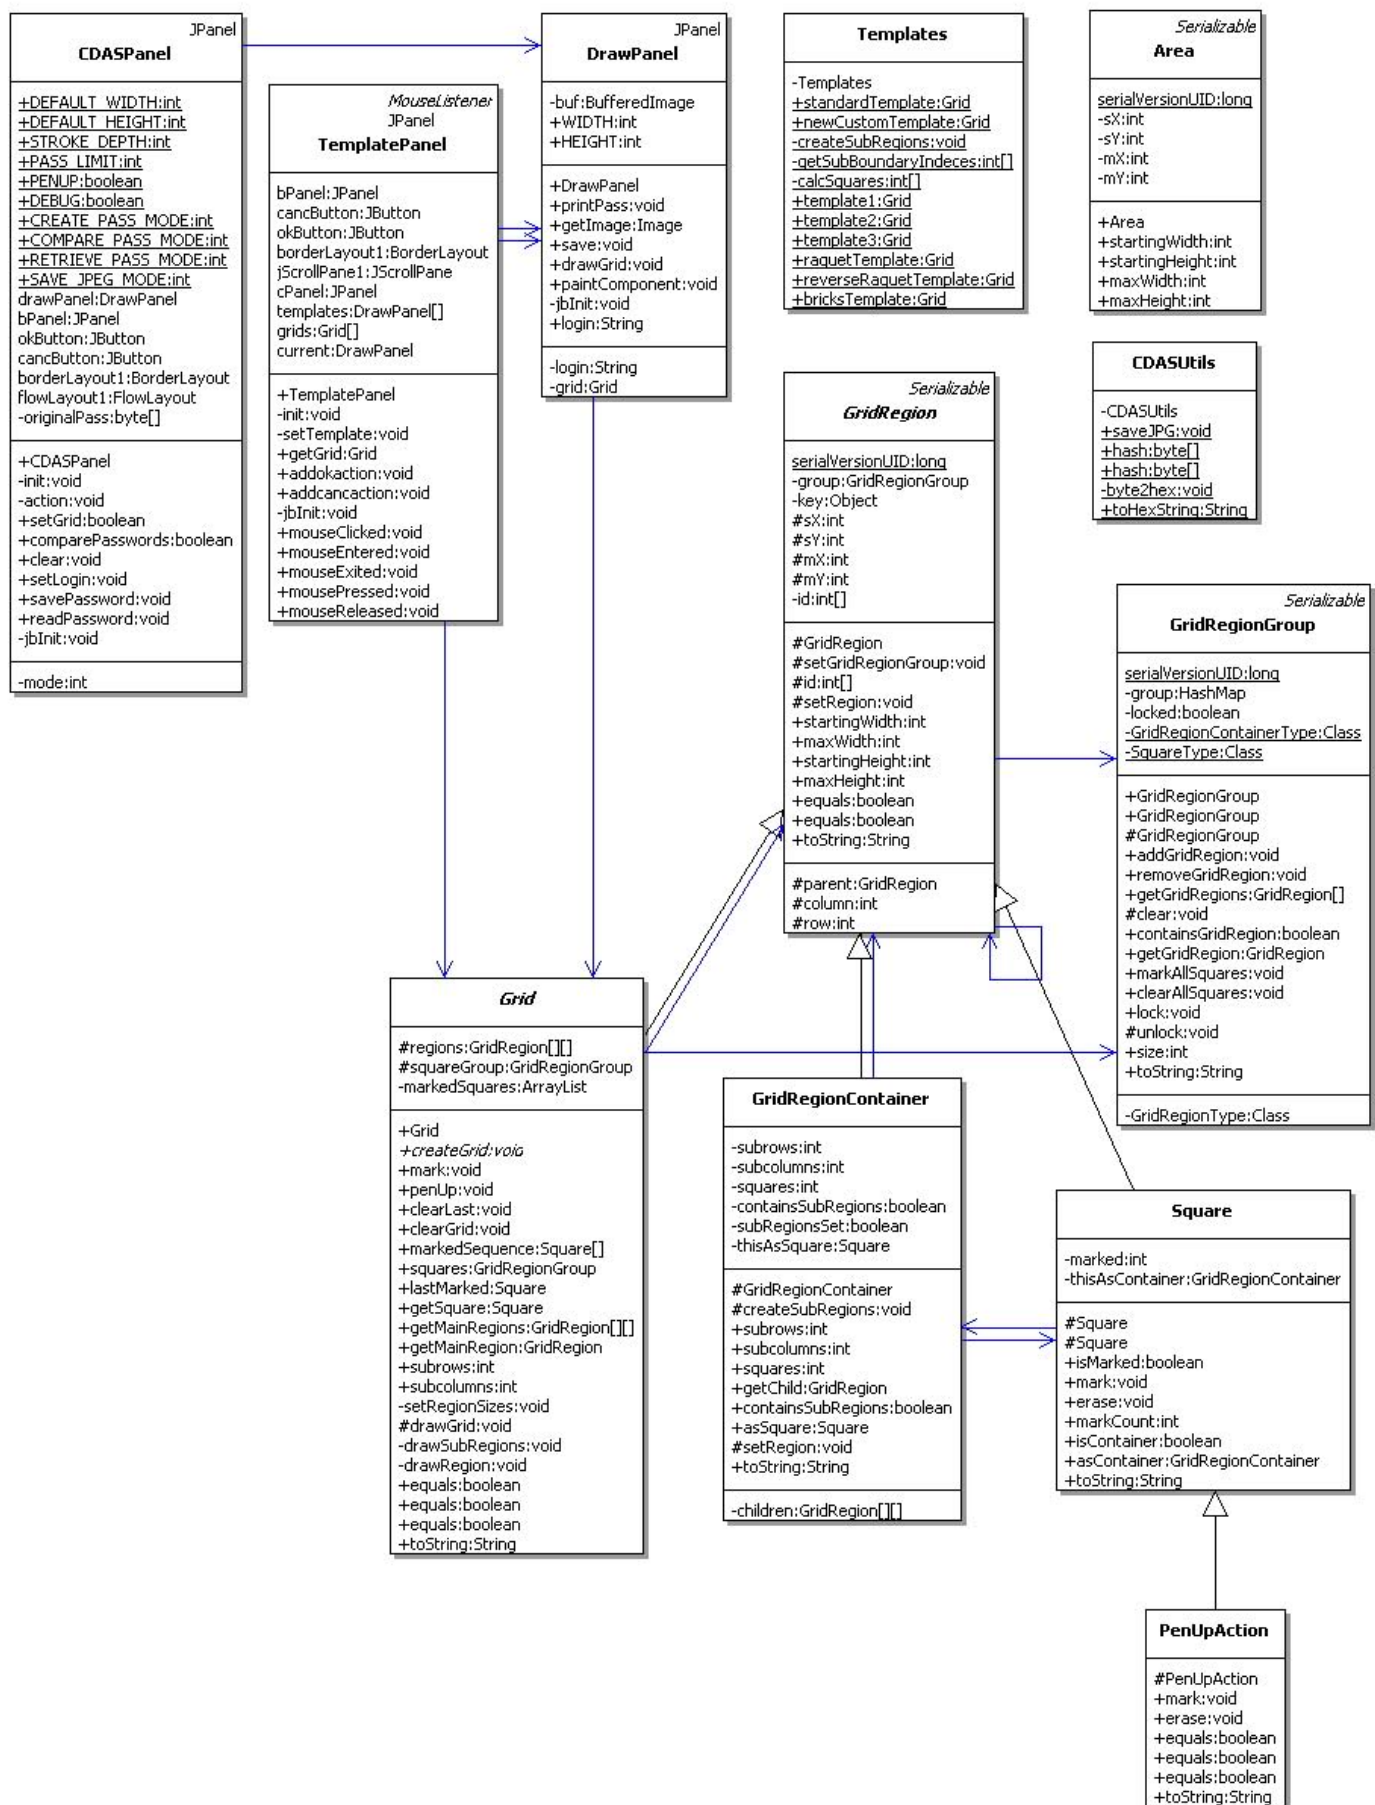 JPanel
CDASPanel
+DEFAULT_WIDTH:int
+DEFAULT_HEIGHT:int
+STROKE_DEPTH:int
+PASS_LIMIT:int
+PENUP:boolean
+DEBUG:boolean
+CREATE_PASS_MODE:int
+COMPARE_PASS_MODE:int
+RETRIEVE_PASS_MODE:int
+SAVE_JPEG_MODE:int
drawPanel:DrawPanel
bPanel:JPanel
okButton:JButton
cancButton:JButton
borderLayout1:BorderLayout
flowLayout1:FlowLayout
-originalPass:byte[]
+CDASPanel
-init:void
-action:void
+setGrid:boolean
+comparePasswords:boolean
+clear:void
+setLogin:void
+savePassword:void
+readPassword:void
-jbInit:void
-mode:int
MouseListener
JPanel
TemplatePanel
bPanel:JPanel
cancButton:JButton
okButton:JButton
borderLayout1:BorderLayout
jScrollPane1:JScrollPane
cPanel:JPanel
templates:DrawPanel[]
grids:Grid[]
current:DrawPanel
+TemplatePanel
-init:void
-setTemplate:void
+getGrid:Grid
+addokaction:void
+addcancaction:void
-jbInit:void
+mouseClicked:void
+mouseEntered:void
+mouseExited:void
+mousePressed:void
+mouseReleased:void
JPanel
DrawPanel
-buf:BufferedImage
+WIDTH:int
+HEIGHT:int
+DrawPanel
+printPass:void
+getImage:Image
+save:void
+drawGrid:void
+paintComponent:void
-jbInit:void
+login:String
-login:String
-grid:Grid
Templates
-Templates
+standardTemplate:Grid
+newCustomTemplate:Grid
-createSubRegions:void
-getSubBoundaryIndeces:int[]
-calcSquares:int[]
+template1:Grid
+template2:Grid
+template3:Grid
+raquetTemplate:Grid
+reverseRaquetTemplate:Grid
+bricksTemplate:Grid
Serializable
Area
serialVersionUID:long
-sX:int
-sY:int
-mX:int
-mY:int
+Area
+startingWidth:int
+startingHeight:int
+maxWidth:int
+maxHeight:int
CDASUtils
-CDASUtils
+saveJPG:void
+hash:byte[]
+hash:byte[]
-byte2hex:void
+toHexString:String
Serializable
GridRegion
serialVersionUID:long
-group:GridRegionGroup
-key:Object
#sX:int
#sY:int
#mX:int
#mY:int
-id:int[]
#GridRegion
#setGridRegionGroup:void
#id:int[]
#setRegion:void
+startingWidth:int
+maxWidth:int
+startingHeight:int
+maxHeight:int
+equals:boolean
+equals:boolean
+toString:String
#parent:GridRegion
#column:int
#row:int
Serializable
GridRegionGroup
serialVersionUID:long
-group:HashMap
-locked:boolean
-GridRegionContainerType:Class
-SquareType:Class
+GridRegionGroup
+GridRegionGroup
#GridRegionGroup
+addGridRegion:void
+removeGridRegion:void
+getGridRegions:GridRegion[]
#clear:void
+containsGridRegion:boolean
+getGridRegion:GridRegion
+markAllSquares:void
+clearAllSquares:void
+lock:void
#unlock:void
+size:int
+toString:String
-GridRegionType:Class
Grid
#regions:GridRegion[][]
#squareGroup:GridRegionGroup
-markedSquares:ArrayList
+Grid
+createGrid:void
+mark:void
+penUp:void
+clearLast:void
+clearGrid:void
+markedSequence:Square[]
+squares:GridRegionGroup
+lastMarked:Square
+getSquare:Square
+getMainRegions:GridRegion[][]
+getMainRegion:GridRegion
+subrows:int
+subcolumns:int
-setRegionSizes:void
#drawGrid:void
-drawSubRegions:void
-drawRegion:void
+equals:boolean
+equals:boolean
+equals:boolean
+toString:String
GridRegionContainer
-subrows:int
-subcolumns:int
-squares:int
-containsSubRegions:boolean
-subRegionsSet:boolean
-thisAsSquare:Square
#GridRegionContainer
#createSubRegions:void
+subrows:int
+subcolumns:int
+squares:int
+getChild:GridRegion
+containsSubRegions:boolean
+asSquare:Square
#setRegion:void
+toString:String
-children:GridRegion[][]
Square
-marked:int
-thisAsContainer:GridRegionContainer
#Square
#Square
+isMarked:boolean
+mark:void
+erase:void
+markCount:int
+isContainer:boolean
+asContainer:GridRegionContainer
+toString:String
PenUpAction
#PenUpAction
+mark:void
+erase:void
+equals:boolean
+equals:boolean
+equals:boolean
+toString:String